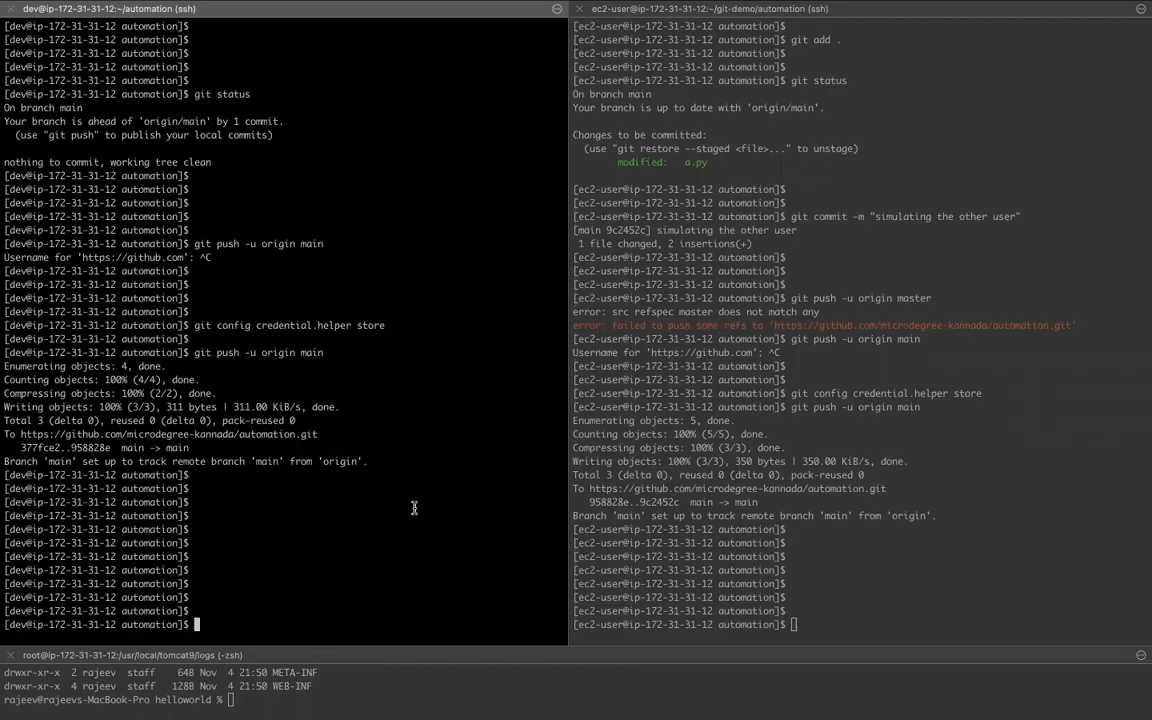 dev@ip-172-31-31-12:~/automation (ssh)
[dev@ip-172-31-31-12 automation]$
[dev@ip-172-31-31-12 automation]$
[dev@ip-172-31-31-12 automation]$
[dev@ip-172-31-31-12 automation]$
[dev@ip-172-31-31-12 automation]$
[dev@ip-172-31-31-12 automation]$ git status
On branch main
Your branch is ahead of 'origin/main' by 1 commit.
  (use "git push" to publish your local commits)
nothing to commit, working tree clean
[dev@ip-172-31-31-12 automation]$
[dev@ip-172-31-31-12 automation]$
[dev@ip-172-31-31-12 automation]$
[dev@ip-172-31-31-12 automation]$
[dev@ip-172-31-31-12 automation]$
[dev@ip-172-31-31-12 automation]$ git push -u origin main
Username for 'https://github.com': ^C
[dev@ip-172-31-31-12 automation]$
[dev@ip-172-31-31-12 automation]$
[dev@ip-172-31-31-12 automation]$
[dev@ip-172-31-31-12 automation]$
[dev@ip-172-31-31-12 automation]$ git config credential.helper store
[dev@ip-172-31-31-12 automation]$
[dev@ip-172-31-31-12 automation]$ git push -u origin main
Enumerating objects: 4, done.
Counting objects: 100% (4/4), done.
Compressing objects: 100% (2/2), done.
Writing objects: 100% (3/3), 311 bytes | 311.00 KiB/s, done.
Total 3 (delta 0), reused 0 (delta 0), pack-reused 0
To https://github.com/microdegree-kannada/automation.git
   377fce2..958828e  main -> main
Branch 'main' set up to track remote branch 'main' from 'origin'.
[dev@ip-172-31-31-12 automation]$
[dev@ip-172-31-31-12 automation]$
[dev@ip-172-31-31-12 automation]$
[dev@ip-172-31-31-12 automation]$
[dev@ip-172-31-31-12 automation]$
[dev@ip-172-31-31-12 automation]$
[dev@ip-172-31-31-12 automation]$
[dev@ip-172-31-31-12 automation]$
[dev@ip-172-31-31-12 automation]$
[dev@ip-172-31-31-12 automation]$
[dev@ip-172-31-31-12 automation]$
[dev@ip-172-31-31-12 automation]$
ec2-user@ip-172-31-31-12:~/git-demo/automation (ssh)
[ec2-user@ip-172-31-31-12 automation]$
[ec2-user@ip-172-31-31-12 automation]$ git add .
[ec2-user@ip-172-31-31-12 automation]$
[ec2-user@ip-172-31-31-12 automation]$
[ec2-user@ip-172-31-31-12 automation]$ git status
On branch main
Your branch is up to date with 'origin/main'.
Changes to be committed:
  (use "git restore --staged <file>..." to unstage)
       modified:   a.py
[ec2-user@ip-172-31-31-12 automation]$
[ec2-user@ip-172-31-31-12 automation]$
[ec2-user@ip-172-31-31-12 automation]$ git commit -m "simulating the other user"
[main 9c2452c] simulating the other user
 1 file changed, 2 insertions(+)
[ec2-user@ip-172-31-31-12 automation]$
[ec2-user@ip-172-31-31-12 automation]$
[ec2-user@ip-172-31-31-12 automation]$
[ec2-user@ip-172-31-31-12 automation]$ git push -u origin master
error: src refspec master does not match any
error: failed to push some refs to 'https://github.com/microdegree-kannada/automation.git'
[ec2-user@ip-172-31-31-12 automation]$ git push -u origin main
Username for 'https://github.com': ^C
[ec2-user@ip-172-31-31-12 automation]$
[ec2-user@ip-172-31-31-12 automation]$
[ec2-user@ip-172-31-31-12 automation]$ git config credential.helper store
[ec2-user@ip-172-31-31-12 automation]$ git push -u origin main
Enumerating objects: 5, done.
Counting objects: 100% (5/5), done.
Compressing objects: 100% (3/3), done.
Writing objects: 100% (3/3), 350 bytes | 350.00 KiB/s, done.
Total 3 (delta 0), reused 0 (delta 0), pack-reused 0
To https://github.com/microdegree-kannada/automation.git
   958828e..9c2452c  main -> main
Branch 'main' set up to track remote branch 'main' from 'origin'.
[ec2-user@ip-172-31-31-12 automation]$
[ec2-user@ip-172-31-31-12 automation]$
[ec2-user@ip-172-31-31-12 automation]$
[ec2-user@ip-172-31-31-12 automation]$
[ec2-user@ip-172-31-31-12 automation]$
[ec2-user@ip-172-31-31-12 automation]$
[ec2-user@ip-172-31-31-12 automation]$
[ec2-user@ip-172-31-31-12 automation]$
root@ip-172-31-31-12:/usr/local/tomcat9/logs (-zsh)
drwxr-xr-x  2 rajeev  staff    64B Nov  4 21:50 META-INF
drwxr-xr-x  4 rajeev  staff   128B Nov  4 21:50 WEB-INF
rajeev@rajeevs-MacBook-Pro helloworld %